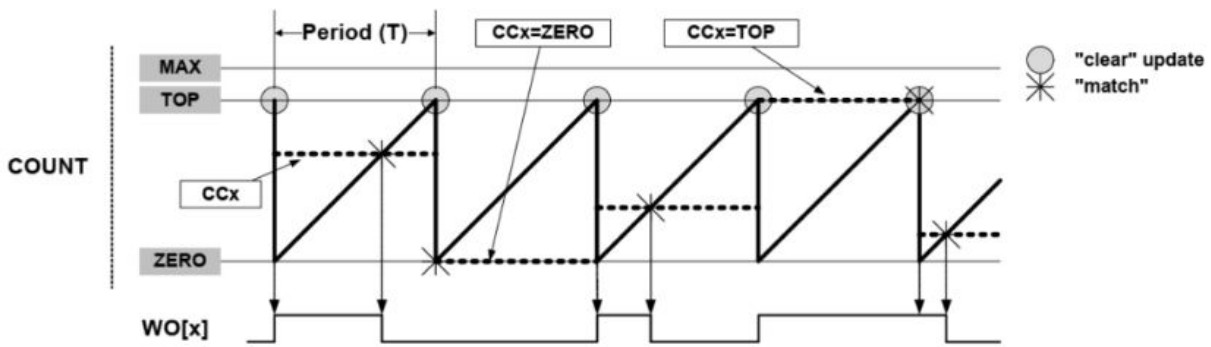 Period (T)
CCx=ZERO
CCx=TOP
MAX
TOP
"clear" update
"match"
COUNT
CCx
ZERO
WO[x]